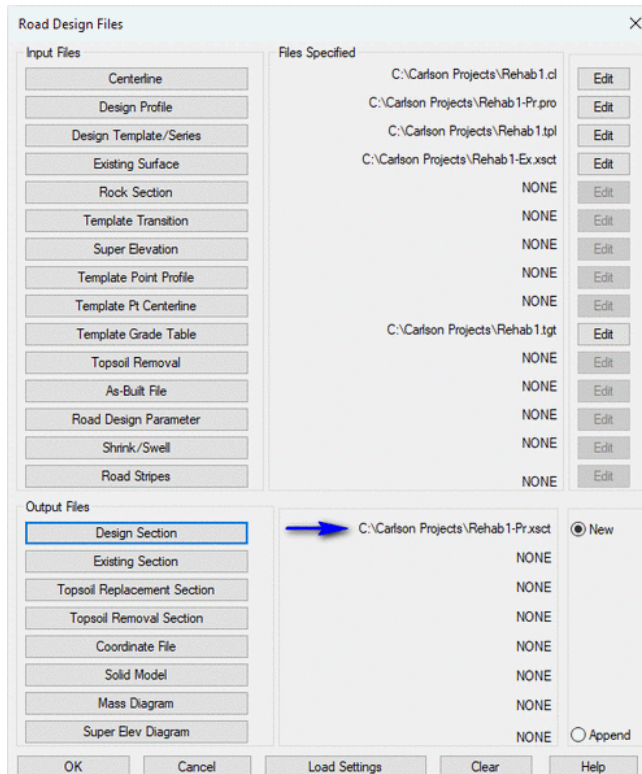 Road Design Files
Input Files Files Specified
Centerline C:\Carlson Projects\Rehab1.cl Edit
Design Profile C:\Carlson Projects\Rehab1-Pr.pro Edit
Design Template/Series C:\Carlson Projects\Rehab1.tpl Edit
Existing Surface C:\Carlson Projects\Rehab1-Ex.xsct Edit
Rock Section NONE Edit
Template Transition NONE Edit
Super Elevation NONE Edit
Template Point Profile NONE Edit
Template Pt Centerline NONE Edit
Template Grade Table C:\Carlson Projects\Rehab1.tgt Edit
Topsoil Removal NONE Edit
As-Built File NONE Edit
Road Design Parameter NONE Edit
Shrink/Swell NONE Edit
Road Stripes NONE Edit
Output Files
Design Section C:\Carlson Projects\Rehab1-Pr.xsct New
Existing Section NONE
Topsoil Replacement Section NONE
Topsoil Removal Section NONE
Coordinate File NONE
Solid Model NONE
Mass Diagram NONE
Super Elev Diagram NONE Append
OK Cancel Load Settings Clear Help